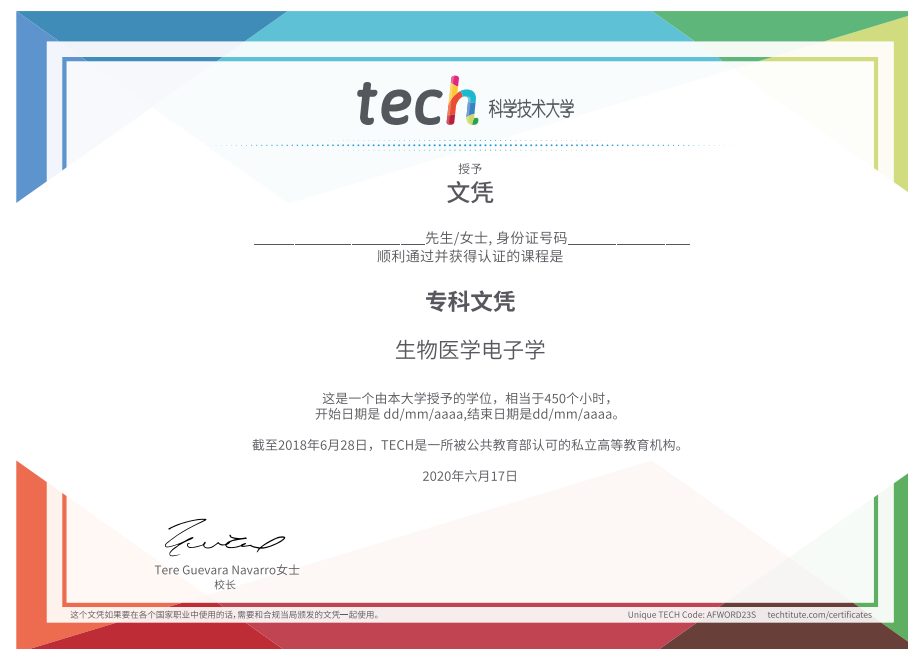 tech 科学技术大学
授予
文凭
______________________先生/女士, 身份证号码________________
顺利通过并获得认证的课程是
专科文凭
生物医学电子学
这是一个由本大学授予的学位，相当于450个小时，
开始日期是 dd/mm/aaaa,结束日期是dd/mm/aaaa。
截至2018年6月28日，TECH是一所被公共教育部认可的私立高等教育机构。
2020年六月17日
Tere Guevara Navarro女士
校长
这个文凭如果要在各个国家职业中使用的话,需要和合规当局颁发的文凭一起使用。
Unique TECH Code: AFWORD23S techtitute.com/certificates